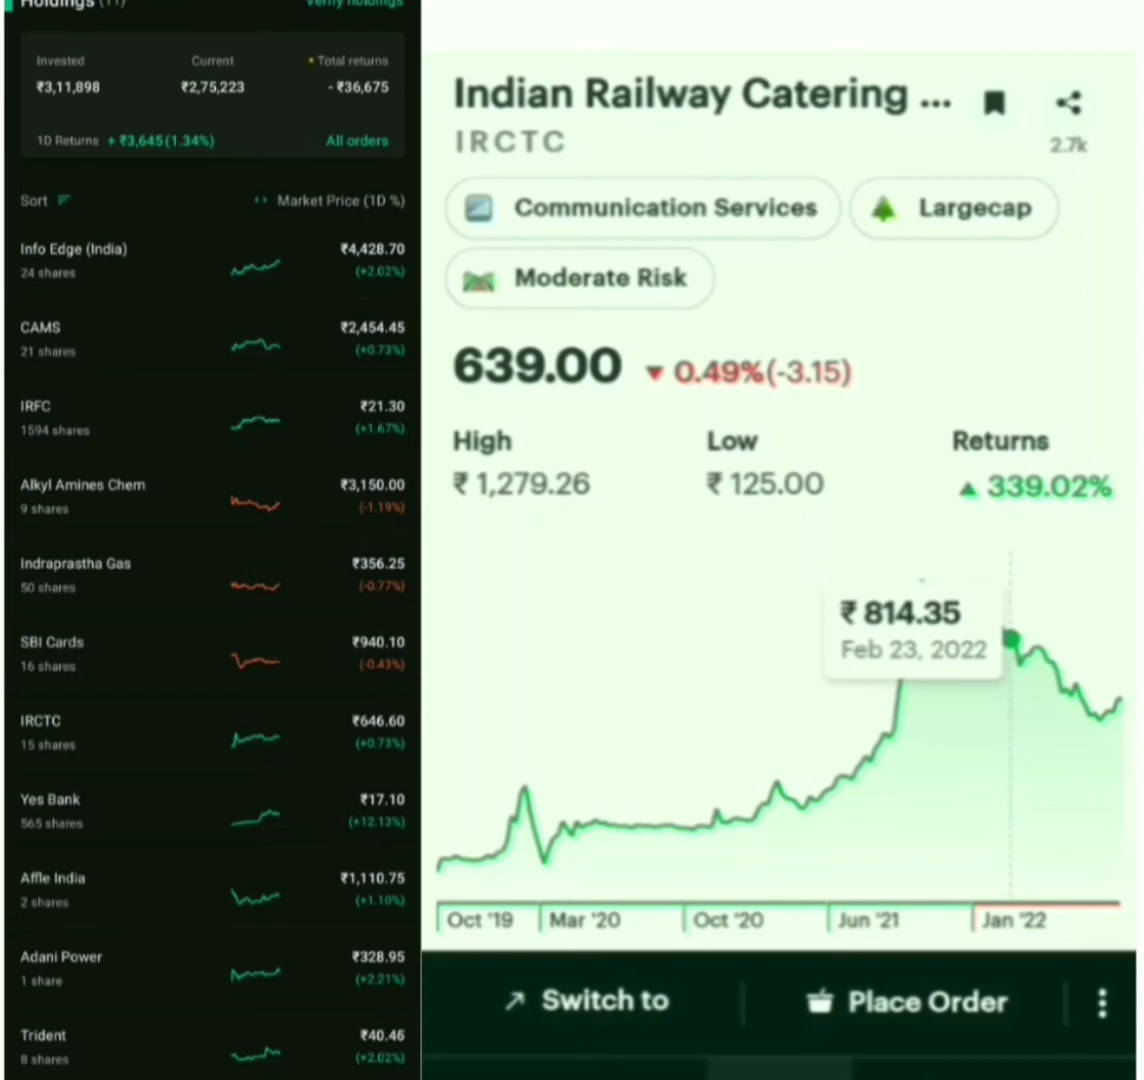 Holdings (11)
Verify holdings
Invested
Current
Total returns
₹3,11,898
₹2,75,223
- ₹36,675
1D Returns + ₹3,645 (1.34%)
All orders
Sort
Market Price (1D %)
Info Edge (India)
₹4,428.70
24 shares
(+2.02%)
CAMS
₹2,454.45
21 shares
(+0.73%)
IRFC
₹21.30
1594 shares
(+1.67%)
Alkyl Amines Chem
₹3,150.00
9 shares
(-1.19%)
Indraprastha Gas
₹356.25
50 shares
(-0.77%)
SBI Cards
₹940.10
16 shares
(-0.43%)
IRCTC
₹646.60
15 shares
(+0.73%)
Yes Bank
₹17.10
565 shares
(+12.13%)
Affle India
₹1,110.75
2 shares
(+1.10%)
Adani Power
₹328.95
1 share
(+2.21%)
Trident
₹40.46
8 shares
(+2.02%)
Indian Railway Catering ...
IRCTC
2.7k
Communication Services
Largecap
Moderate Risk
639.00
0.49%(-3.15)
High
Low
Returns
₹ 1,279.26
₹ 125.00
339.02%
₹ 814.35
Feb 23, 2022
Oct '19
Mar '20
Oct '20
Jun '21
Jan '22
Switch to
Place Order